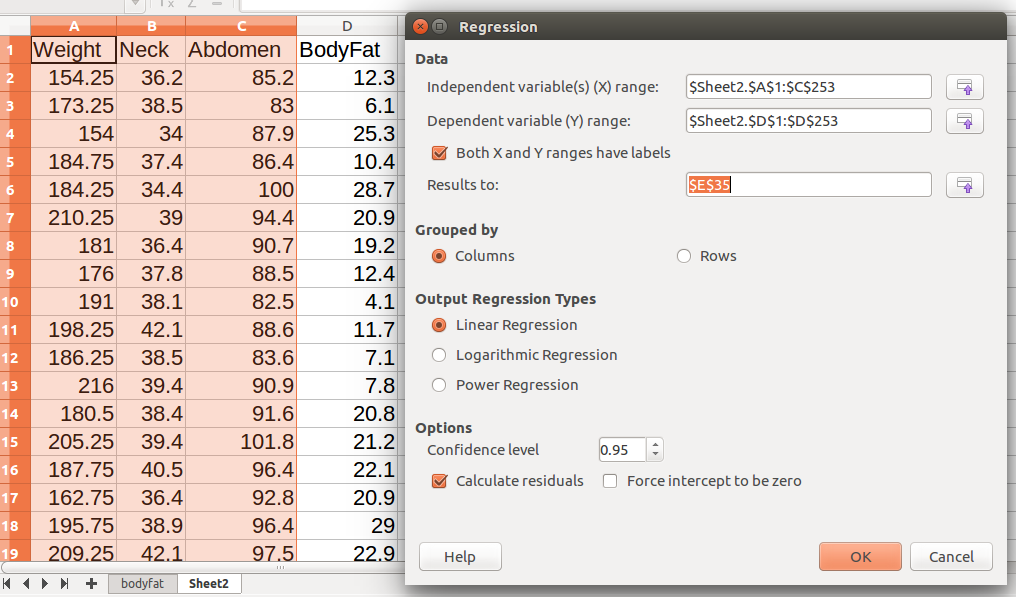 A B C D
1 Weight Neck Abdomen BodyFat
2 154.25 36.2 85.2 12.3
3 173.25 38.5 83 6.1
4 154 34 87.9 25.3
5 184.75 37.4 86.4 10.4
6 184.25 34.4 100 28.7
7 210.25 39 94.4 20.9
8 181 36.4 90.7 19.2
9 176 37.8 88.5 12.4
10 191 38.1 82.5 4.1
11 198.25 42.1 88.6 11.7
12 186.25 38.5 83.6 7.1
13 216 39.4 90.9 7.8
14 180.5 38.4 91.6 20.8
15 205.25 39.4 101.8 21.2
16 187.75 40.5 96.4 22.1
17 162.75 36.4 92.8 20.9
18 195.75 38.9 96.4 29
19 209.25 42.1 97.5 22.9
bodyfat Sheet2
Regression
Data
Independent variable(s) (X) range: $Sheet2.$A$1:$C$253
Dependent variable (Y) range: $Sheet2.$D$1:$D$253
Both X and Y ranges have labels
Results to: $E$35
Grouped by
Columns Rows
Output Regression Types
Linear Regression
Logarithmic Regression
Power Regression
Options
Confidence level 0.95
Calculate residuals Force intercept to be zero
Help OK Cancel